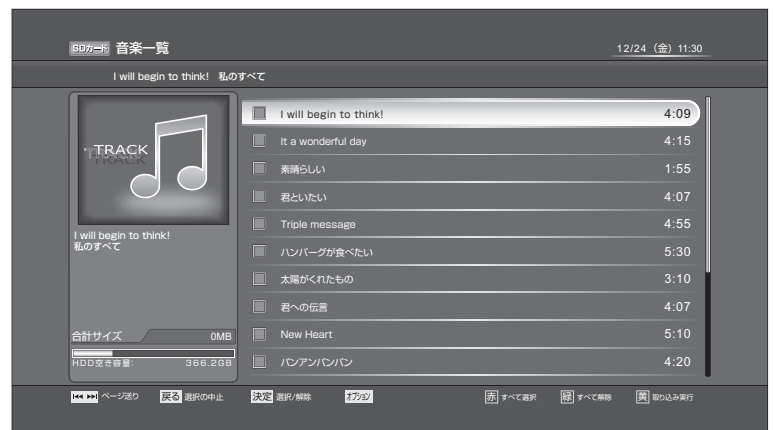 SDカード 音楽一覧
12/24 (金) 11:30
I will begin to think! 私のすべて
TRACK
I will begin to think!
私のすべて
合計サイズ 0MB
HDD空き容量: 366.2GB
I will begin to think! 4:09
It a wonderful day 4:15
素晴らしい 1:55
君といたい 4:07
Triple message 4:55
ハンバーグが食べたい 5:30
太陽がくれたもの 3:10
君への伝言 4:07
New Heart 5:10
パンアンパンパン 4:20
⏮ ⏭ ページ送り 戻る 選択の中止 決定 選択/解除 オプション 赤 すべて選択 緑 すべて解除 黄 取り込み実行